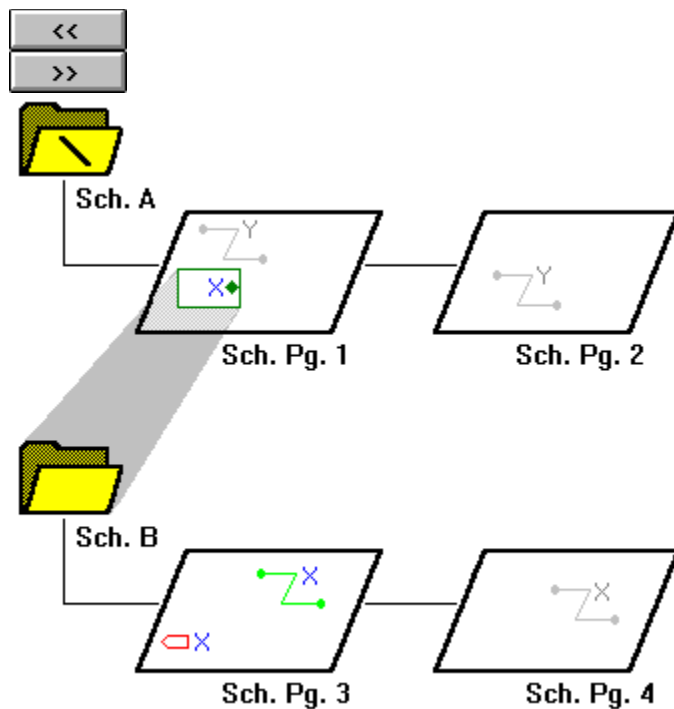 <<
>>
Sch. A
Y
X
Y
Sch. Pg. 1
Sch. Pg. 2
Sch. B
X
X
X
Sch. Pg. 3
Sch. Pg. 4